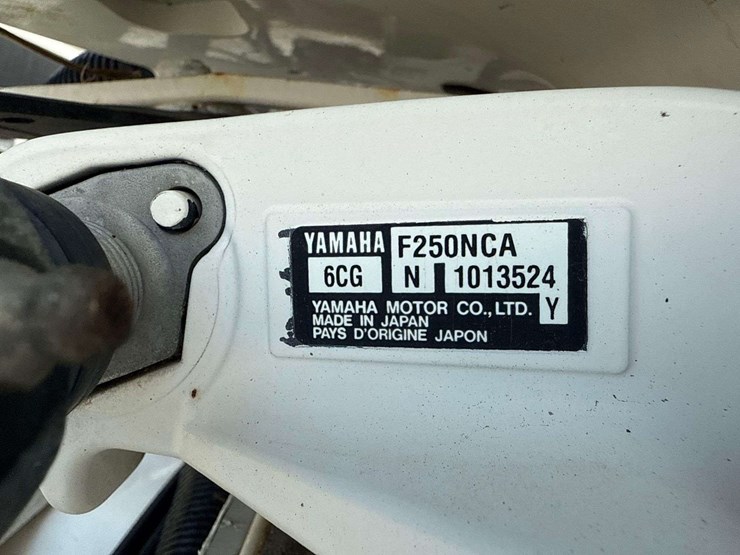 YAMAHA F250NCA
6CG N 1013524
YAMAHA MOTOR CO.,LTD. Y
MADE IN JAPAN
PAYS D'ORIGINE JAPON